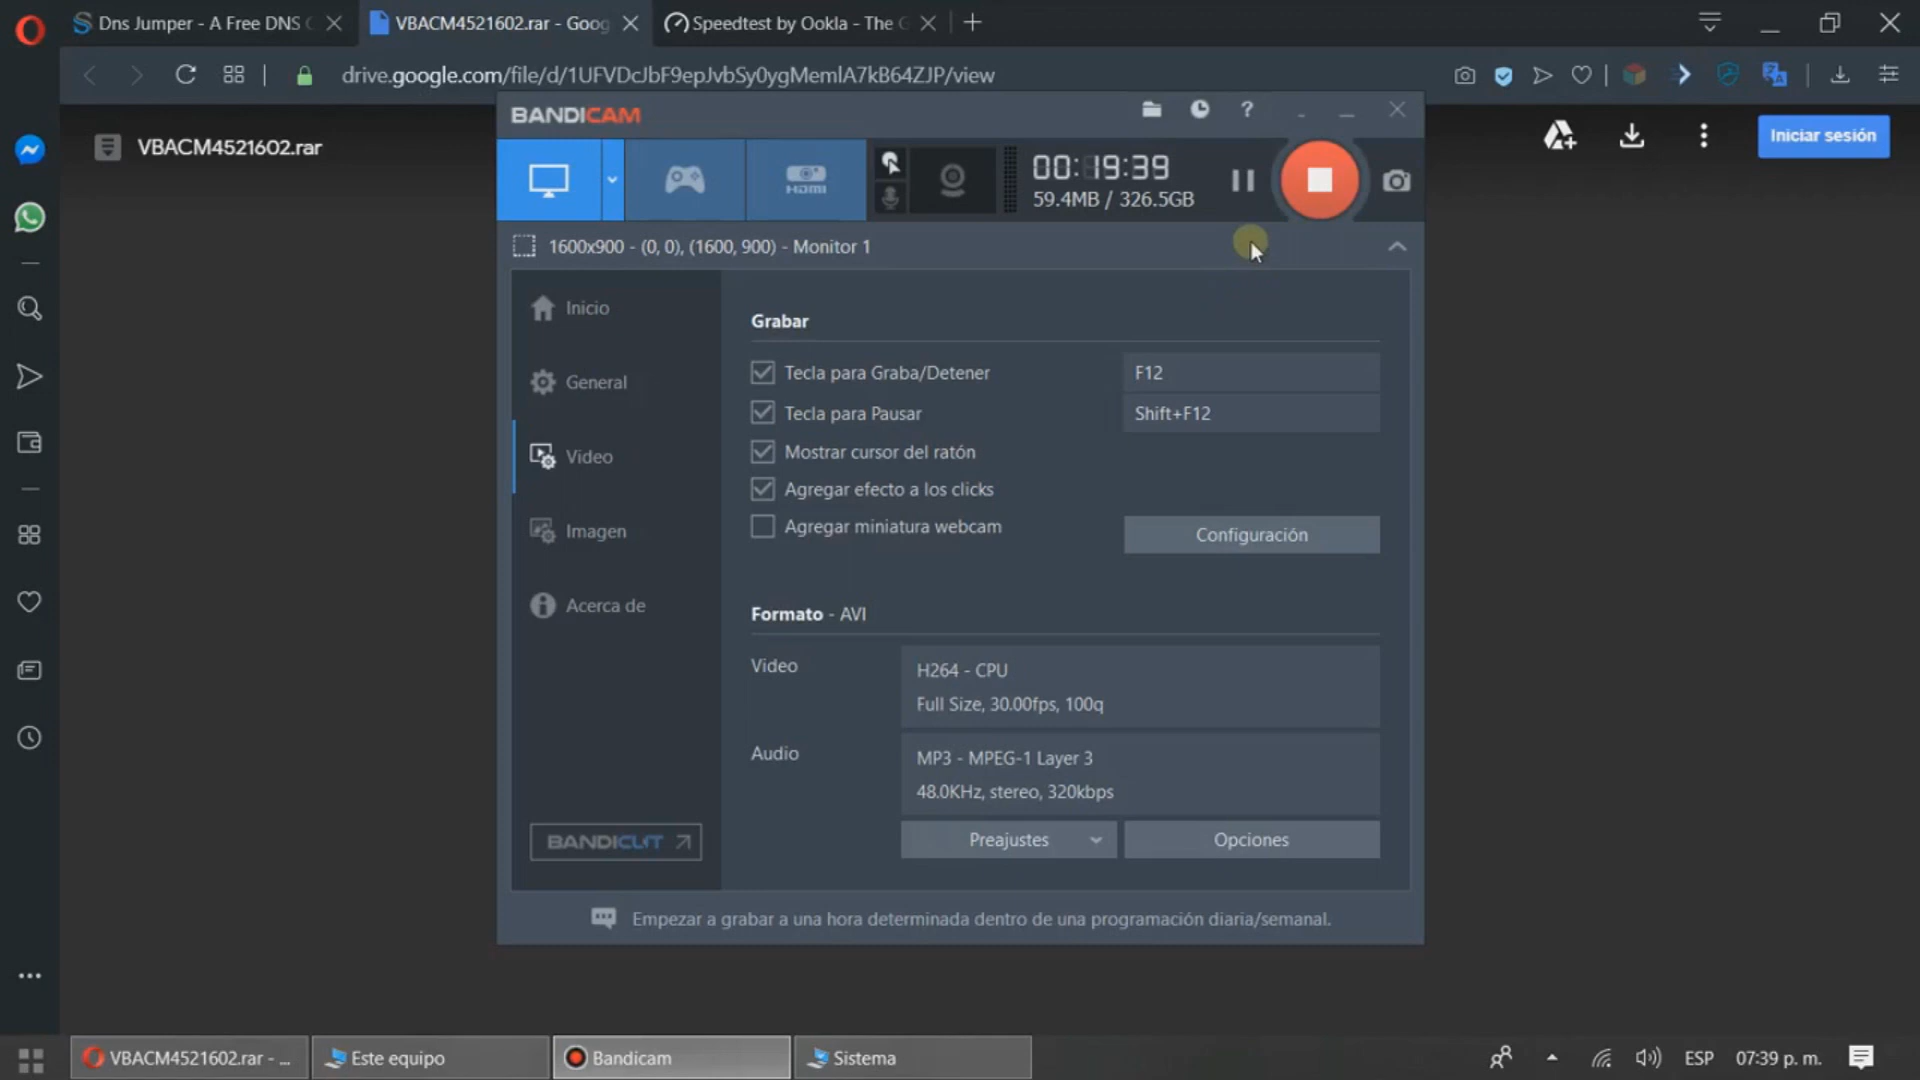 Dns Jumper - A Free DNS
VBACM4521602.rar - Goog
Speedtest by Ookla - The
drive.google.com/file/d/1UFVDcJbF9epJvbSy0ygMemlA7kB64ZJP/view
VBACM4521602.rar
Iniciar sesión
BANDICAM
?
HDMI
00:19:39
59.4MB / 326.5GB
1600x900 - (0, 0), (1600, 900) - Monitor 1
Inicio
General
Video
Imagen
Acerca de
BANDICUT
Grabar
Tecla para Graba/Detener
F12
Tecla para Pausar
Shift+F12
Mostrar cursor del ratón
Agregar efecto a los clicks
Agregar miniatura webcam
Configuración
Formato - AVI
Video
H264 - CPU
Full Size, 30.00fps, 100q
Audio
MP3 - MPEG-1 Layer 3
48.0KHz, stereo, 320kbps
Preajustes
Opciones
Empezar a grabar a una hora determinada dentro de una programación diaria/semanal.
VBACM4521602.rar - ...
Este equipo
Bandicam
Sistema
ESP
07:39 p. m.